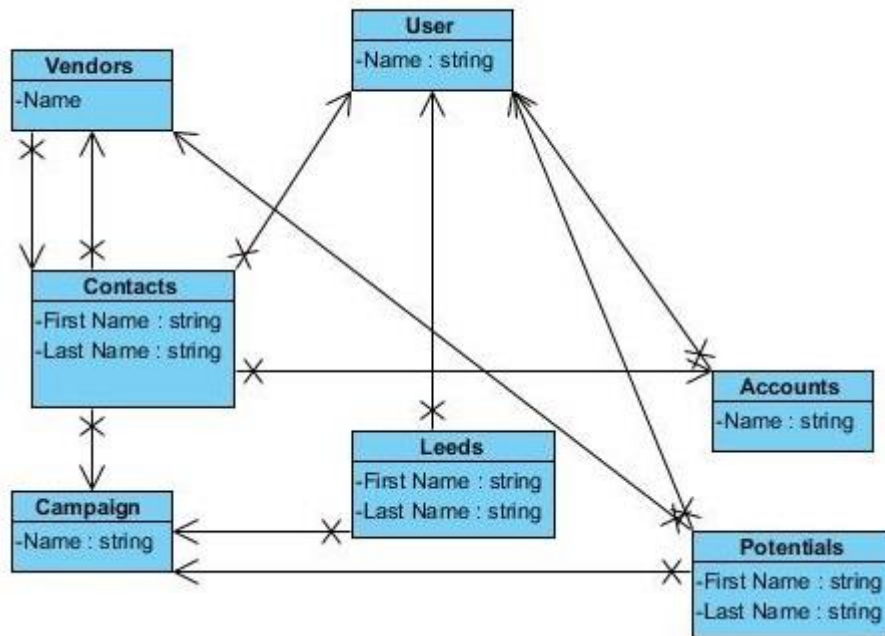 User
-Name : string
Vendors
-Name
Contacts
-First Name : string
-Last Name : string
Accounts
-Name : string
Leeds
-First Name : string
-Last Name : string
Campaign
-Name : string
Potentials
-First Name : string
-Last Name : string